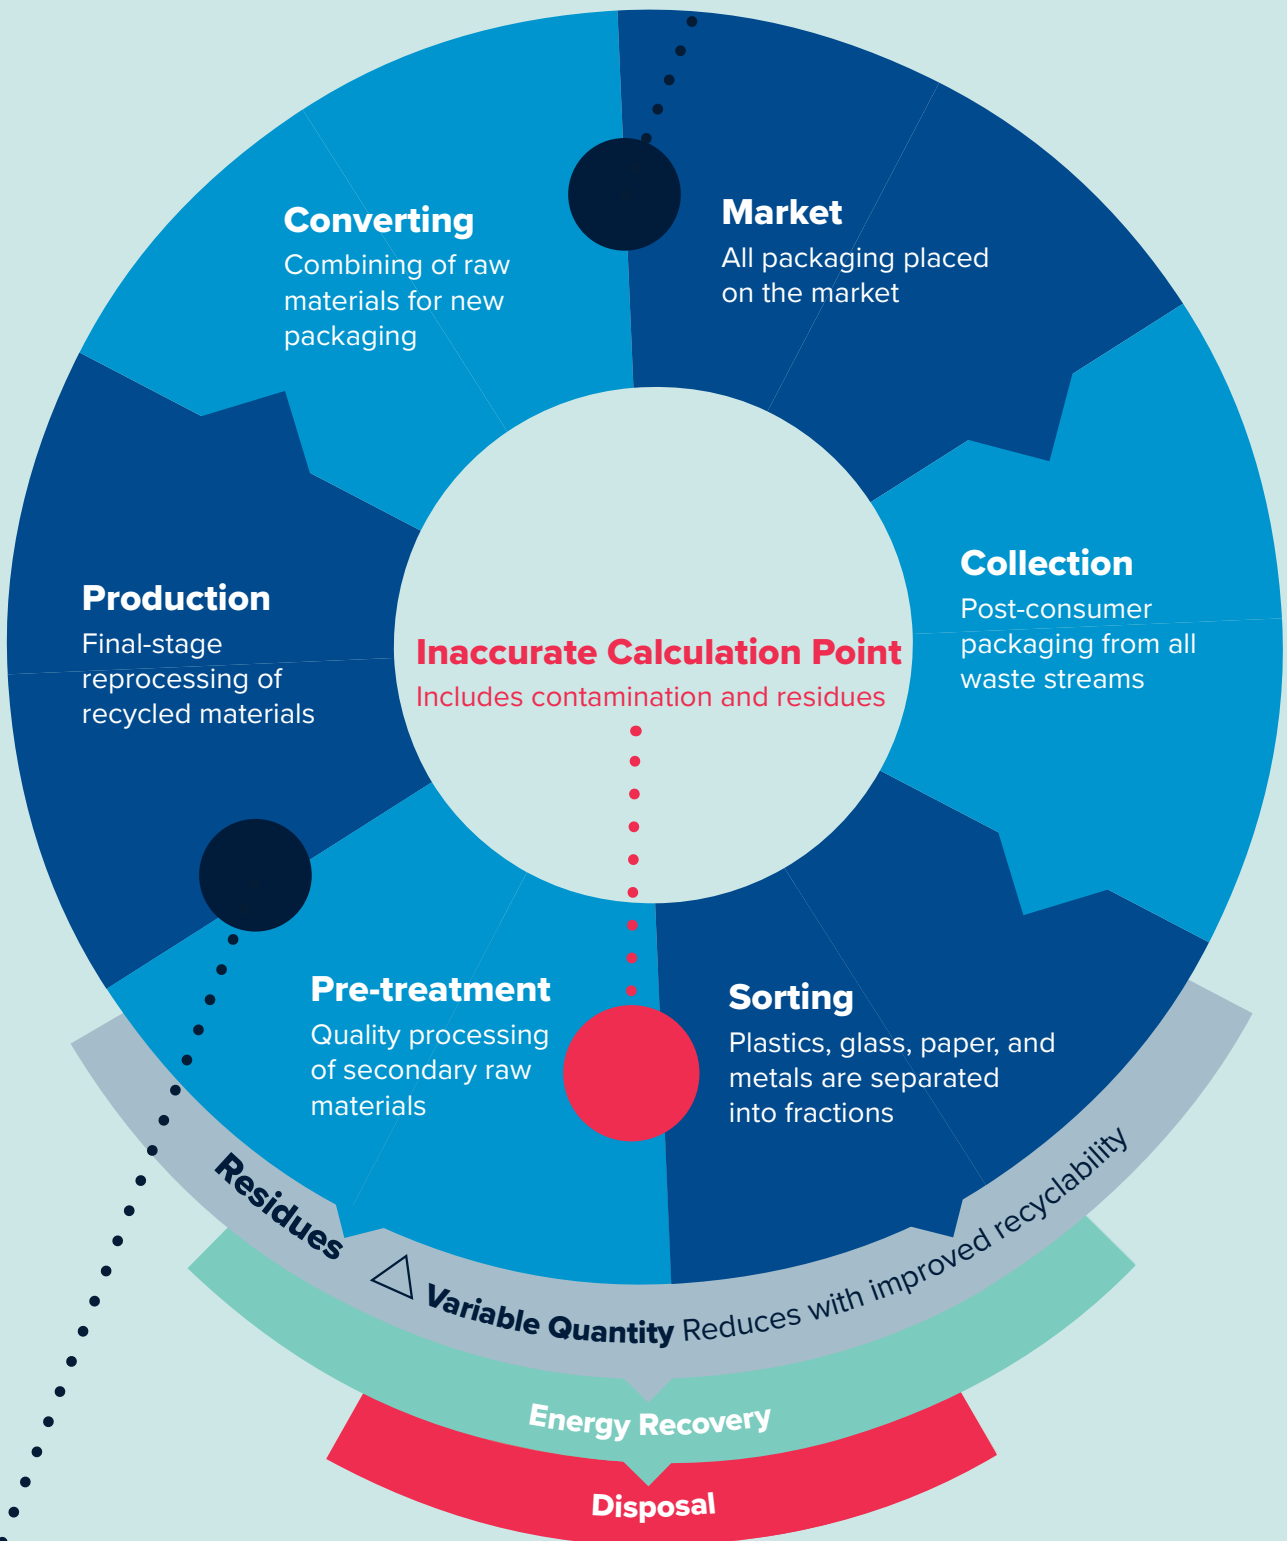 Converting
Combining of raw
materials for new
packaging
Market
All packaging placed
on the market
Collection
Post-consumer
packaging from all
waste streams
Production
Final-stage
reprocessing of
recycled materials
Inaccurate Calculation Point
Includes contamination and residues
Pre-treatment
Quality processing
of secondary raw
materials
Sorting
Plastics, glass, paper, and
metals are separated
into fractions
Residues
Variable Quantity Reduces with improved recyclability
Energy Recovery
Disposal